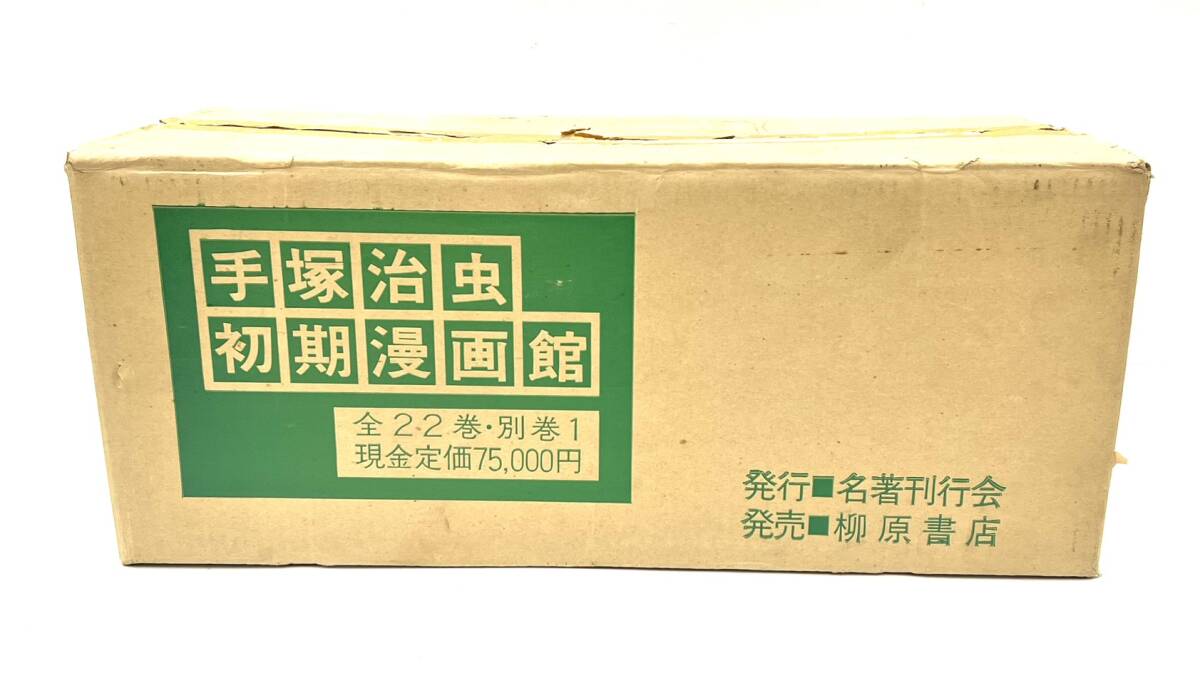 手塚治虫
初期漫画館
全22巻・別巻1
現金定価75,000円
発行■名著刊行会
発売■柳原書店